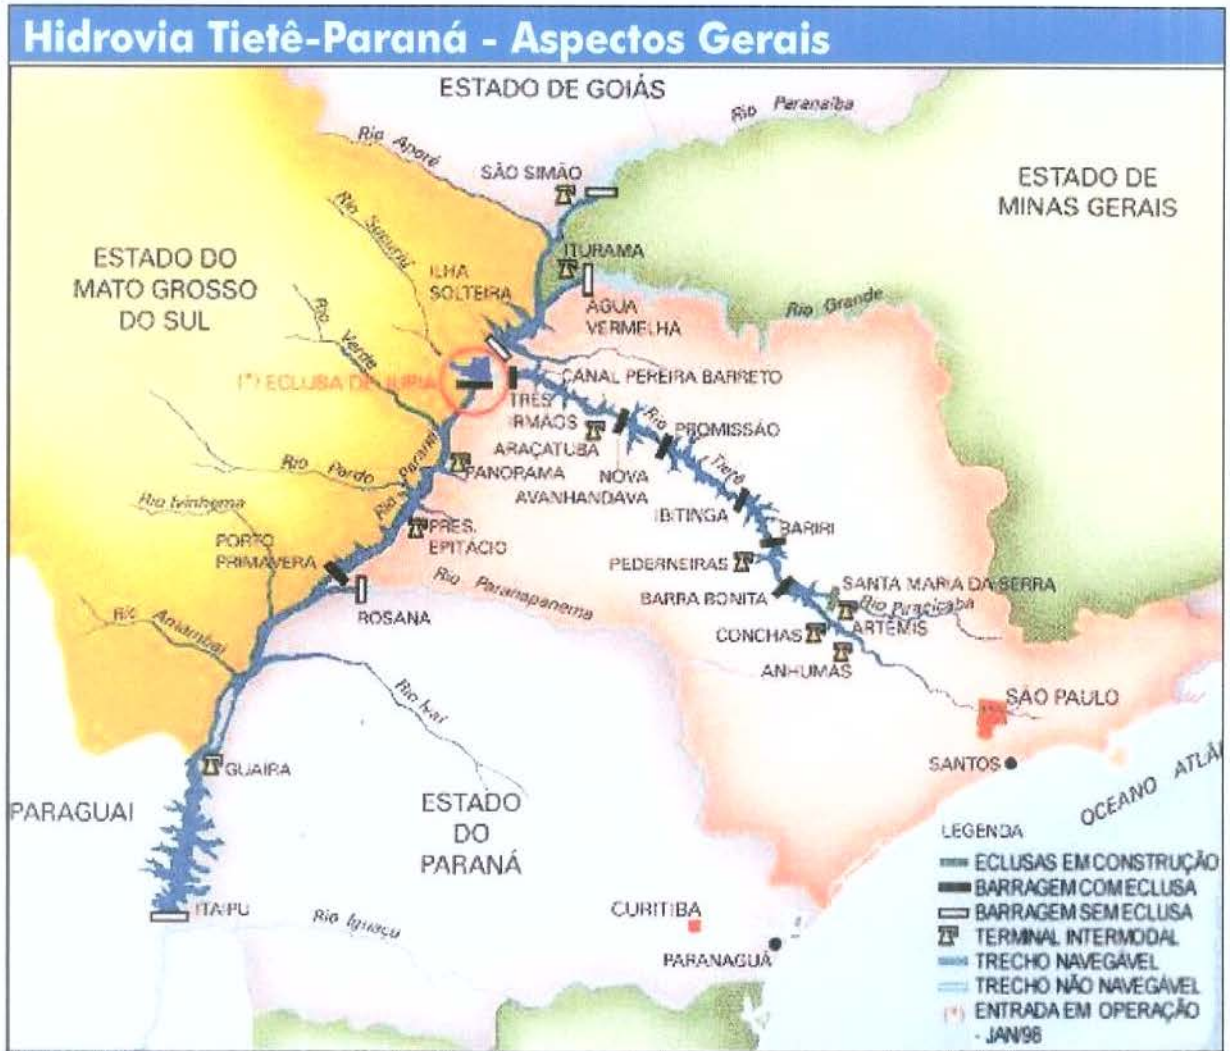 Hidrovia Tietê-Paraná - Aspectos Gerais
ESTADO DE GOIÁS
Rio Paranaíba
Rio Aporé
SÃO SIMÃO
ESTADO DE
MINAS GERAIS
Rio Sucuriú
ESTADO DO
MATO GROSSO
DO SUL
ITURAMA
ILHA
SOLTEIRA
ÁGUA
VERMELHA
Rio Grande
Rio Verde
(*) ECLUSA DE JUPIÁ
CANAL PEREIRA BARRETO
TRÊS
IRMÃOS
Rio Tietê
PROMISSÃO
ARAÇATUBA
NOVA
AVANHANDAVA
Rio Paraná
Rio Pardo
PANORAMA
IBITINGA
Rio Ivinhema
BARIRI
PRES.
EPITÁCIO
PORTO
PRIMAVERA
PEDERNEIRAS
Rio Paranapanema
SANTA MARIA DA SERRA
BARRA BONITA
Rio Piracicaba
ROSANA
ARTÊMIS
CONCHAS
Rio Amambai
ANHUMAS
Rio Ivaí
SÃO PAULO
SANTOS
GUAIRA
OCEANO
PARAGUAI
ESTADO
DO
PARANÁ
LEGENDA
ECLUSAS EM CONSTRUÇÃO
BARRAGEM COM ECLUSA
BARRAGEM SEM ECLUSA
TERMINAL INTERMODAL
TRECHO NAVEGÁVEL
TRECHO NÃO NAVEGÁVEL
(*) ENTRADA EM OPERAÇÃO
- JAN/98
ITAIPU
Rio Iguaçu
CURITIBA
PARANAGUÁ